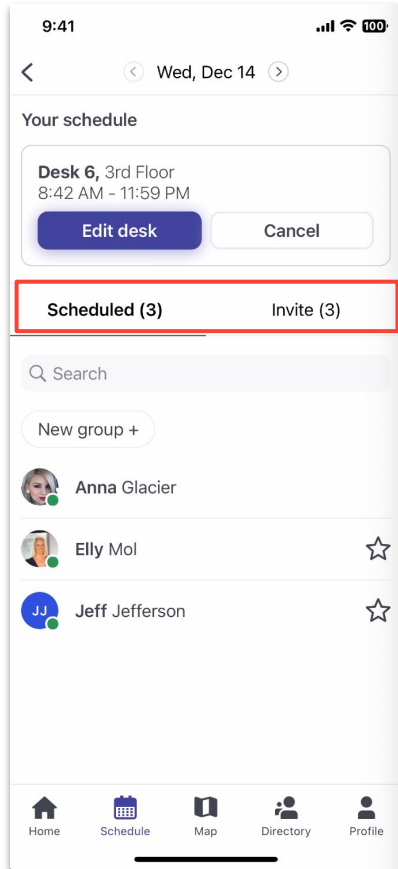 9:41
100
Wed, Dec 14
Your schedule
Desk 6, 3rd Floor
8:42 AM - 11:59 PM
Edit desk
Cancel
Scheduled (3)
Invite (3)
Search
New group +
Anna Glacier
Elly Mol
JJ
Jeff Jefferson
Home
Schedule
Map
Directory
Profile